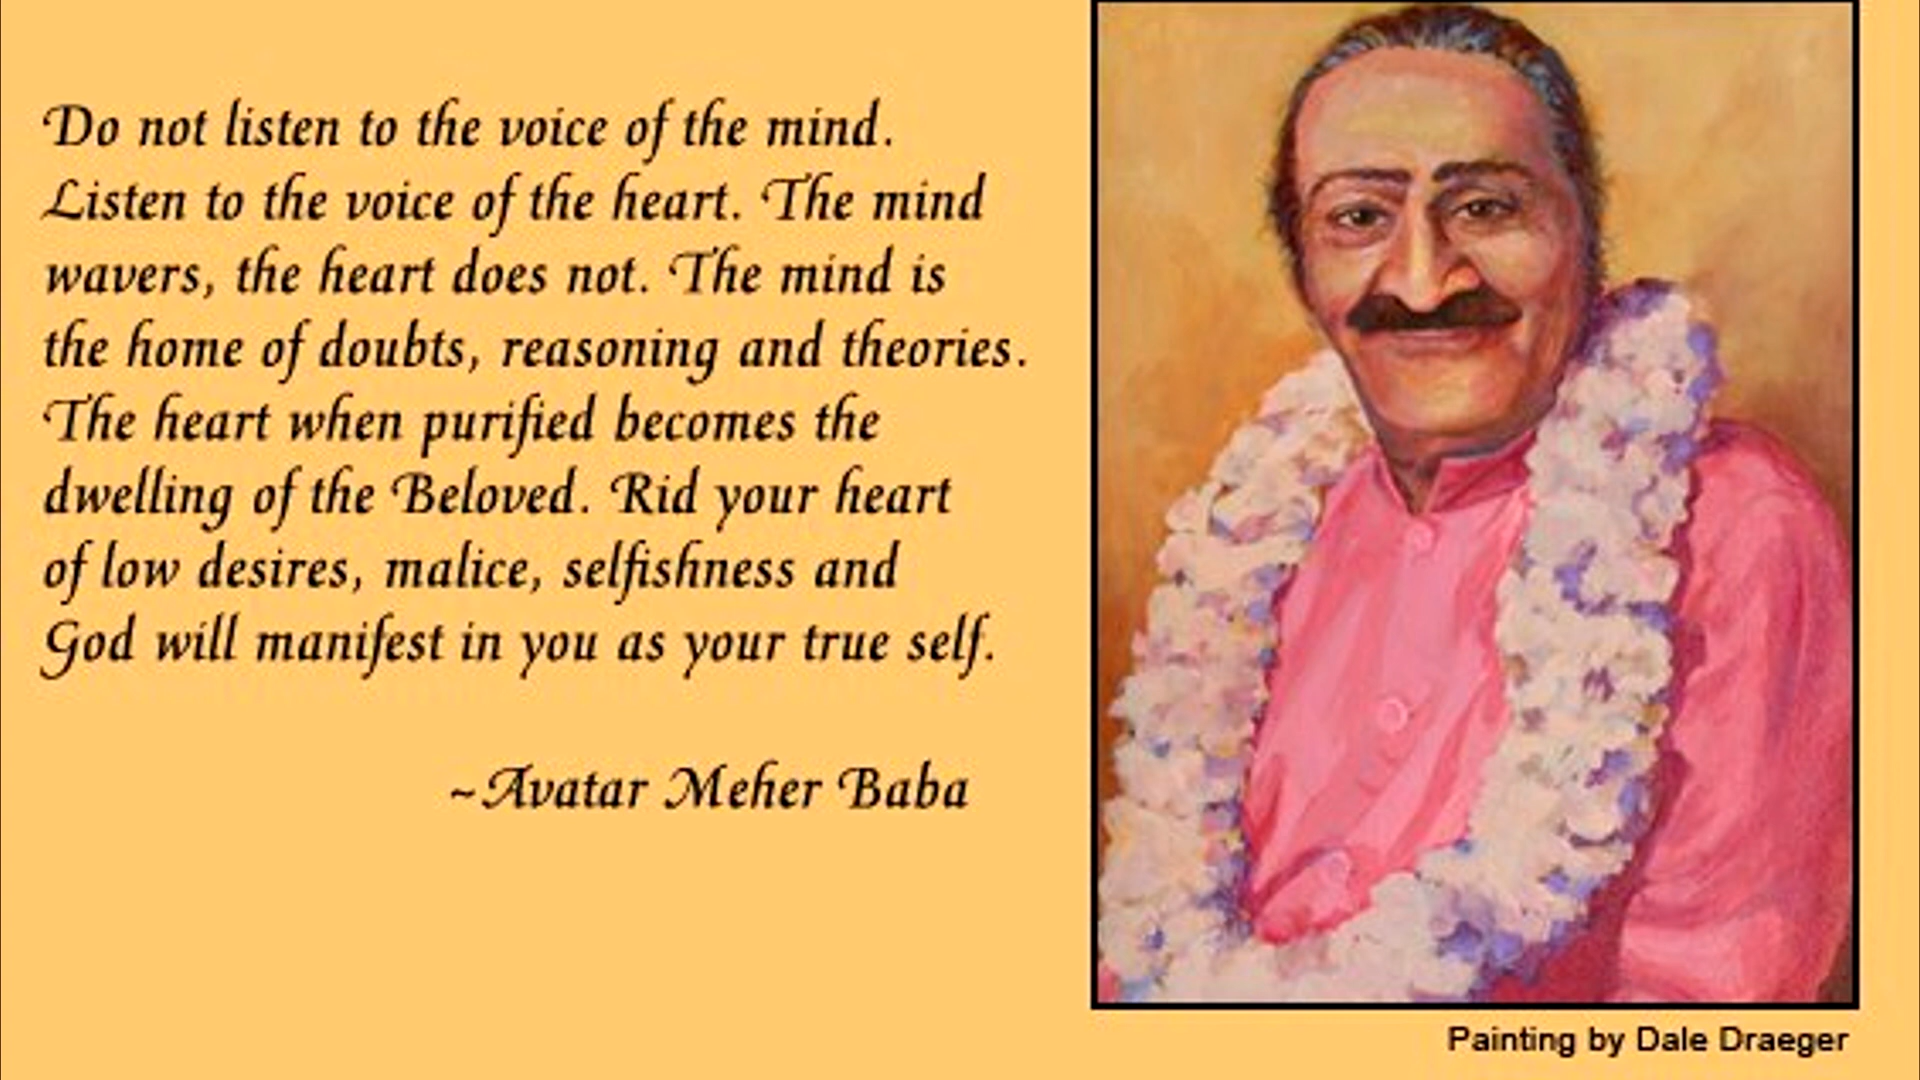 Do not listen to the voice of the mind.
Listen to the voice of the heart. The mind
wavers, the heart does not. The mind is
the home of doubts, reasoning and theories.
The heart when purified becomes the
dwelling of the Beloved. Rid your heart
of low desires, malice, selfishness and
God will manifest in you as your true self.
~Avatar Meher Baba
Painting by Dale Draeger